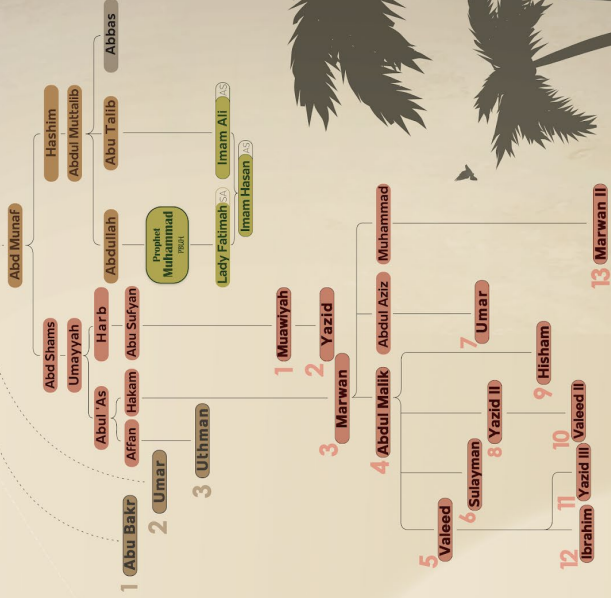 Abd Munaf
Hashim
Abd Shams
Abdul Muttalib
Umayyah
Abbas
Abu Talib
Abdullah
Harb
Abul 'As
Abu Sufyan
Hakam
Affan
1
Abu Bakr
Prophet
Muhammad
PBUH
2
Umar
3
Uthman
Imam Ali AS
Lady Fatimah SA
Imam Hasan AS
1
Muawiyah
2
Yazid
3
Marwan
Muhammad
Abdul Aziz
4
Abdul Malik
5
Valeed
6
Sulayman
7
Umar
8
Yazid II
9
Hisham
10
Valeed II
11
Yazid III
12
Ibrahim
13
Marwan II